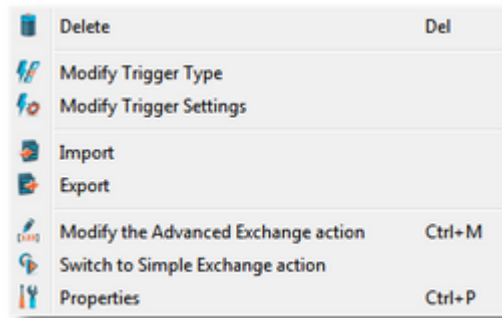 Delete Del
Modify Trigger Type
Modify Trigger Settings
Import
Export
Modify the Advanced Exchange action Ctrl+M
Switch to Simple Exchange action
Properties Ctrl+P